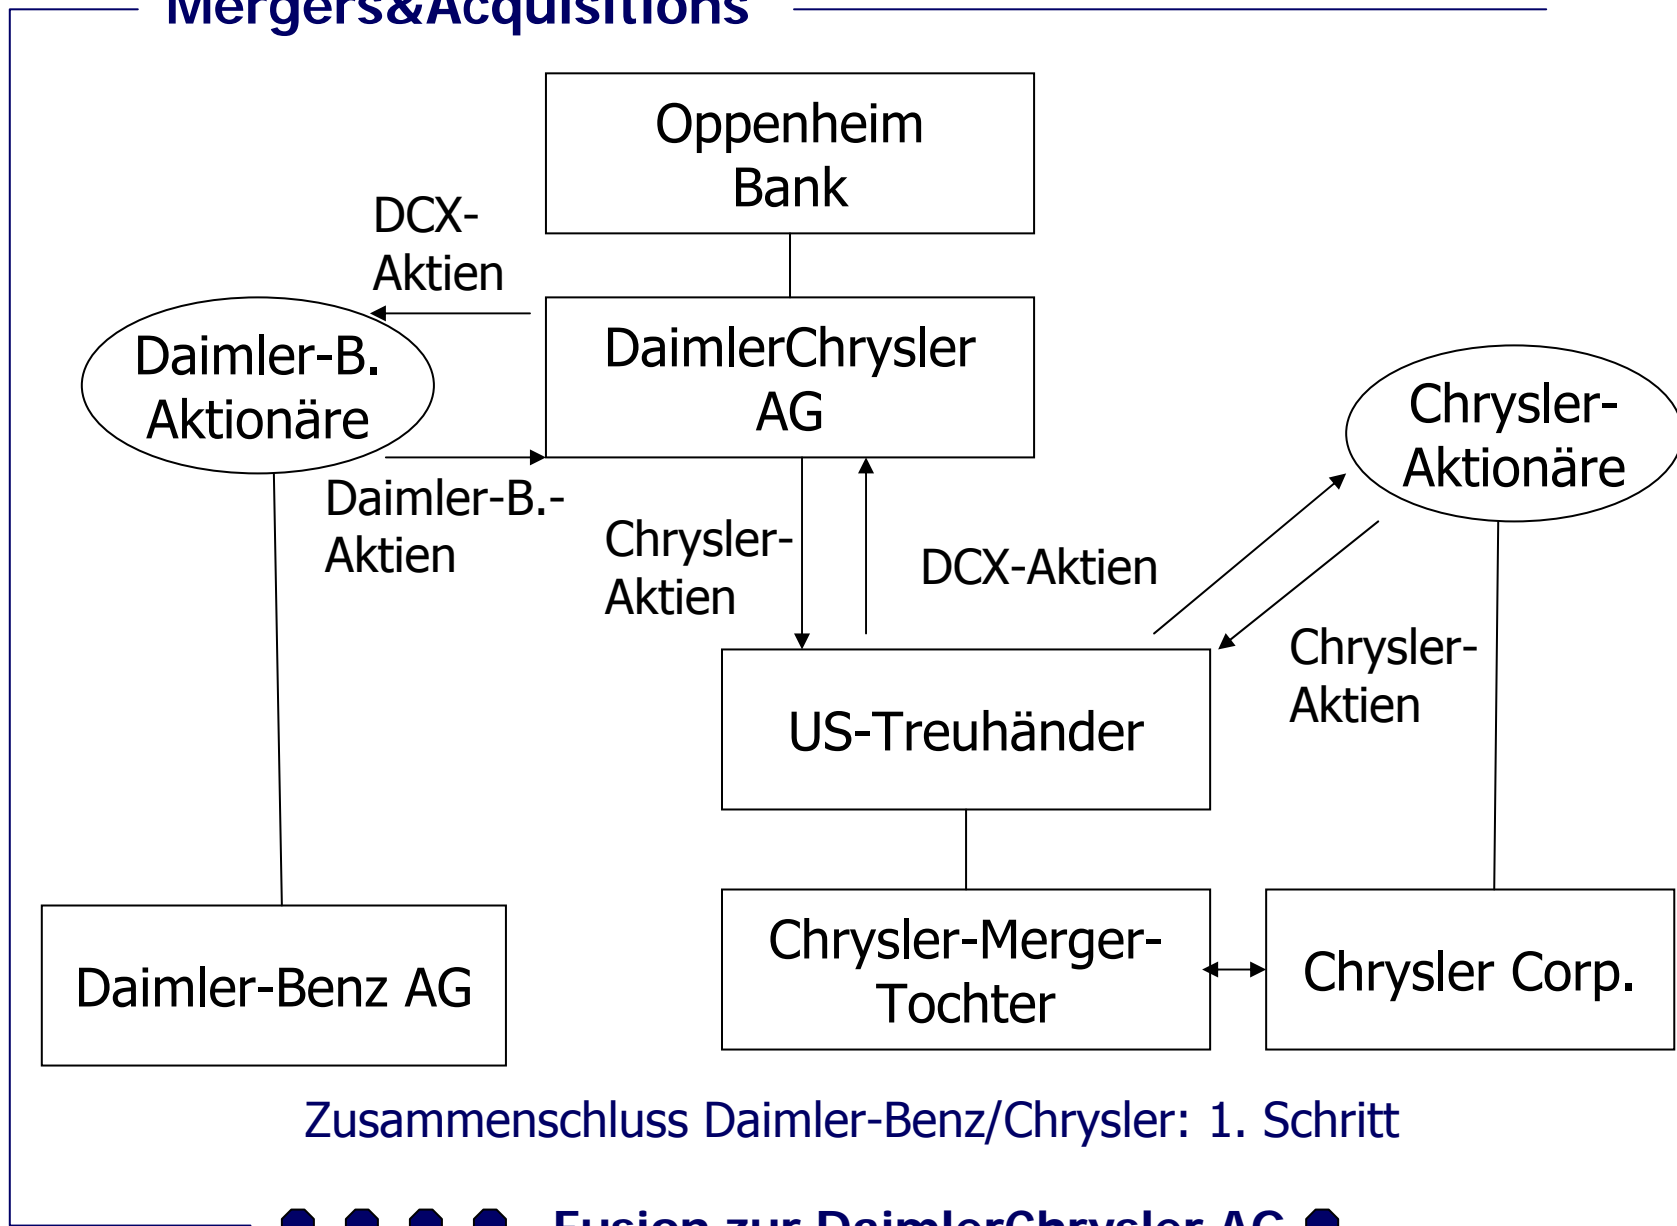 Mergers&Acquisitions
Oppenheim
Bank
DCX-
Aktien
Daimler-B.
Aktionäre
DaimlerChrysler
AG
Chrysler-
Aktionäre
Daimler-B.-
Aktien
Chrysler-
Aktien
DCX-Aktien
Chrysler-
Aktien
US-Treuhänder
Chrysler-Merger-
Tochter
Chrysler Corp.
Daimler-Benz AG
Zusammenschluss Daimler-Benz/Chrysler: 1. Schritt
Fusion zur DaimlerChrysler AG